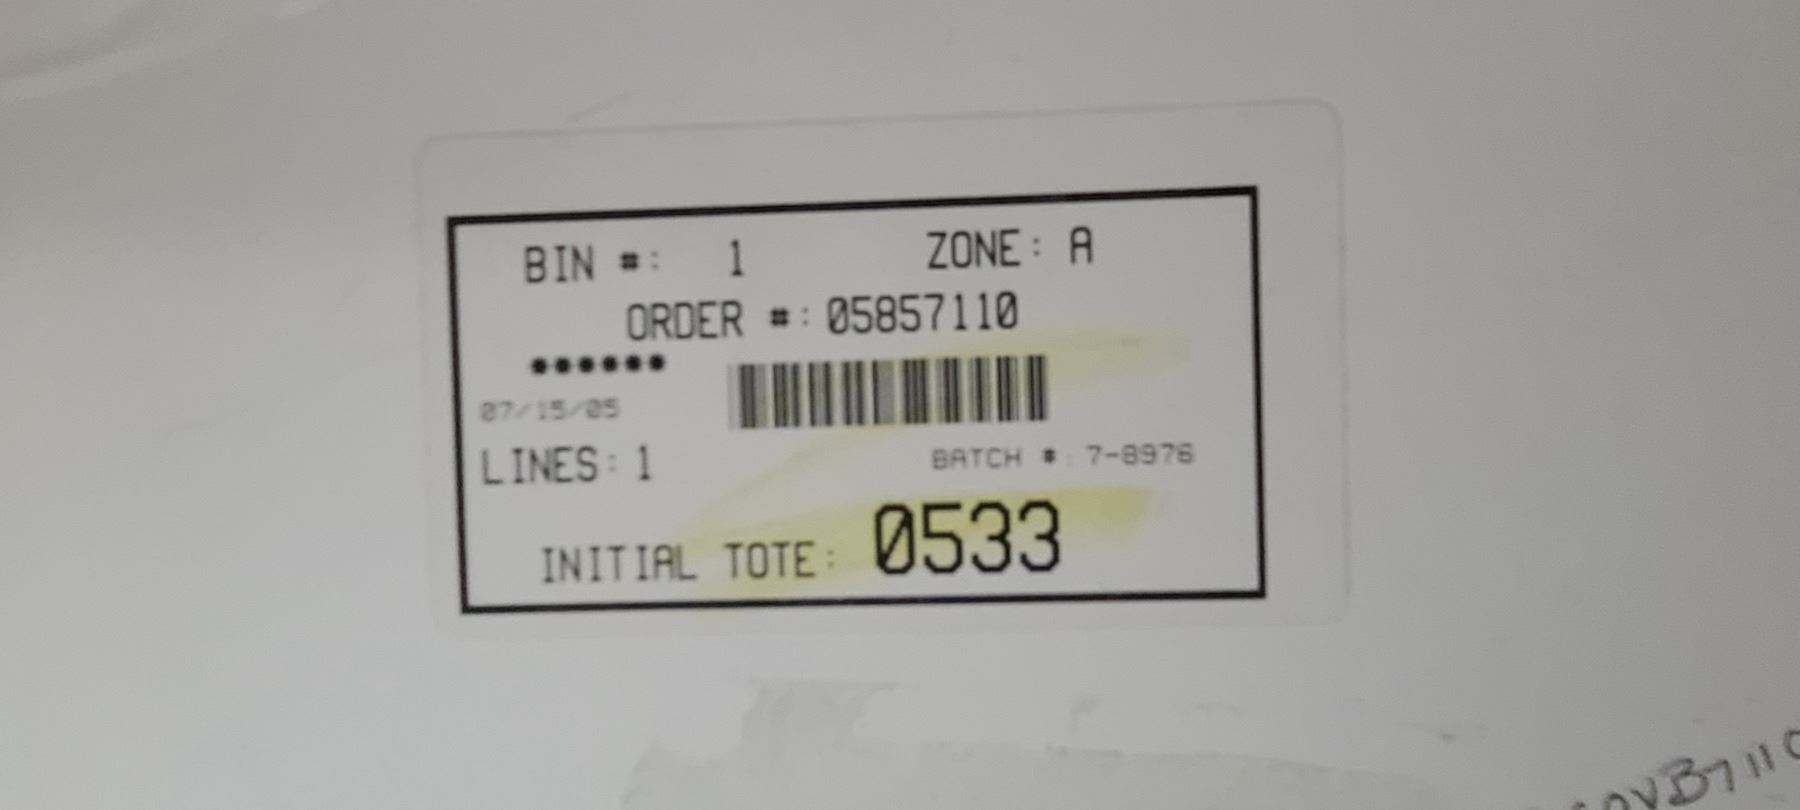 BIN #: 1 ZONE: A
ORDER #: 05857110
••••••
07/15/05
LINES: 1 BATCH #: 7-8976
INITIAL TOTE: 0533